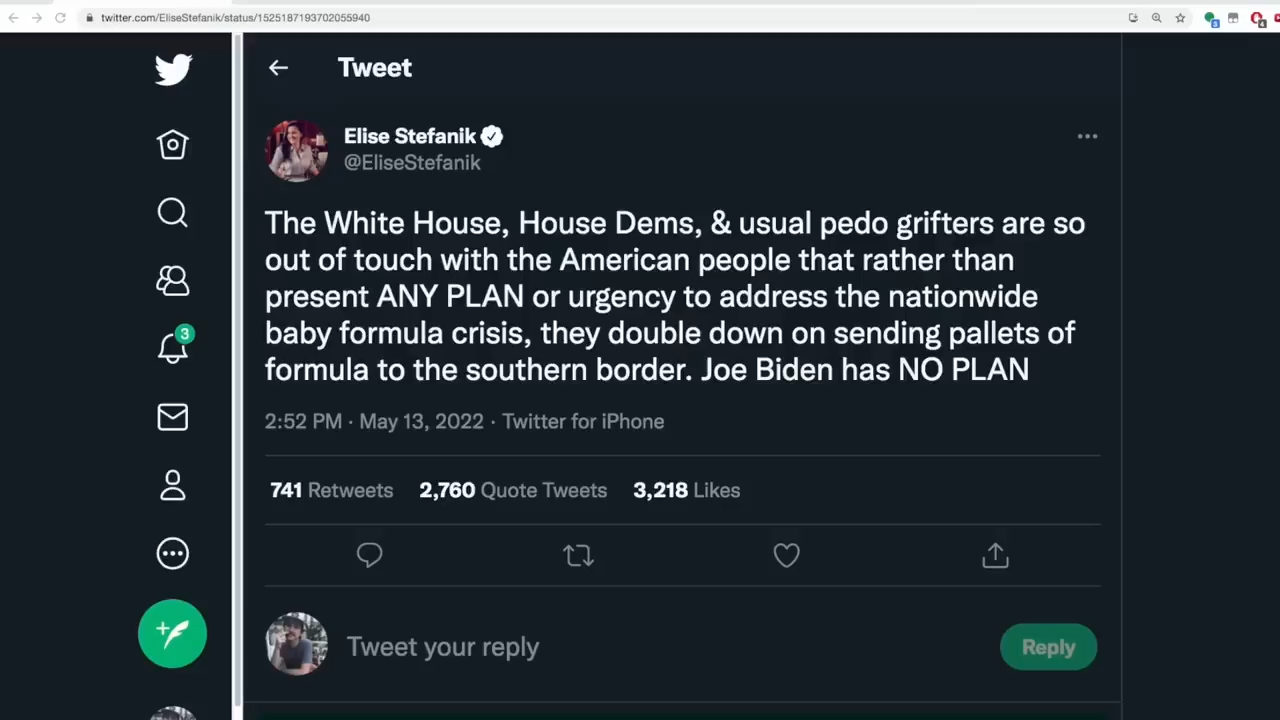 twitter.com/EliseStefanik/status/1525187193702055940
Tweet
Elise Stefanik
@EliseStefanik
The White House, House Dems, & usual pedo grifters are so
out of touch with the American people that rather than
present ANY PLAN or urgency to address the nationwide
baby formula crisis, they double down on sending pallets of
formula to the southern border. Joe Biden has NO PLAN
2:52 PM · May 13, 2022 · Twitter for iPhone
741 Retweets 2,760 Quote Tweets 3,218 Likes
3
Tweet your reply
Reply